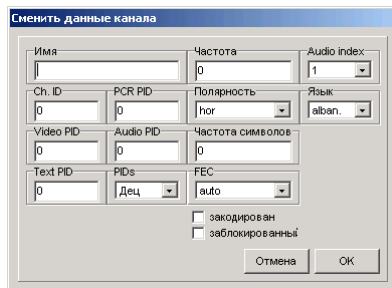 Сменить данные канала
Имя Частота Audio index
0 1
Ch. ID PCR PID Полярность Язык
0 0 hor alban.
Video PID Audio PID Частота символов
0 0 0
Text PID PIDs FEC
0 Дец auto
закодирован
заблокированный
Отмена OK